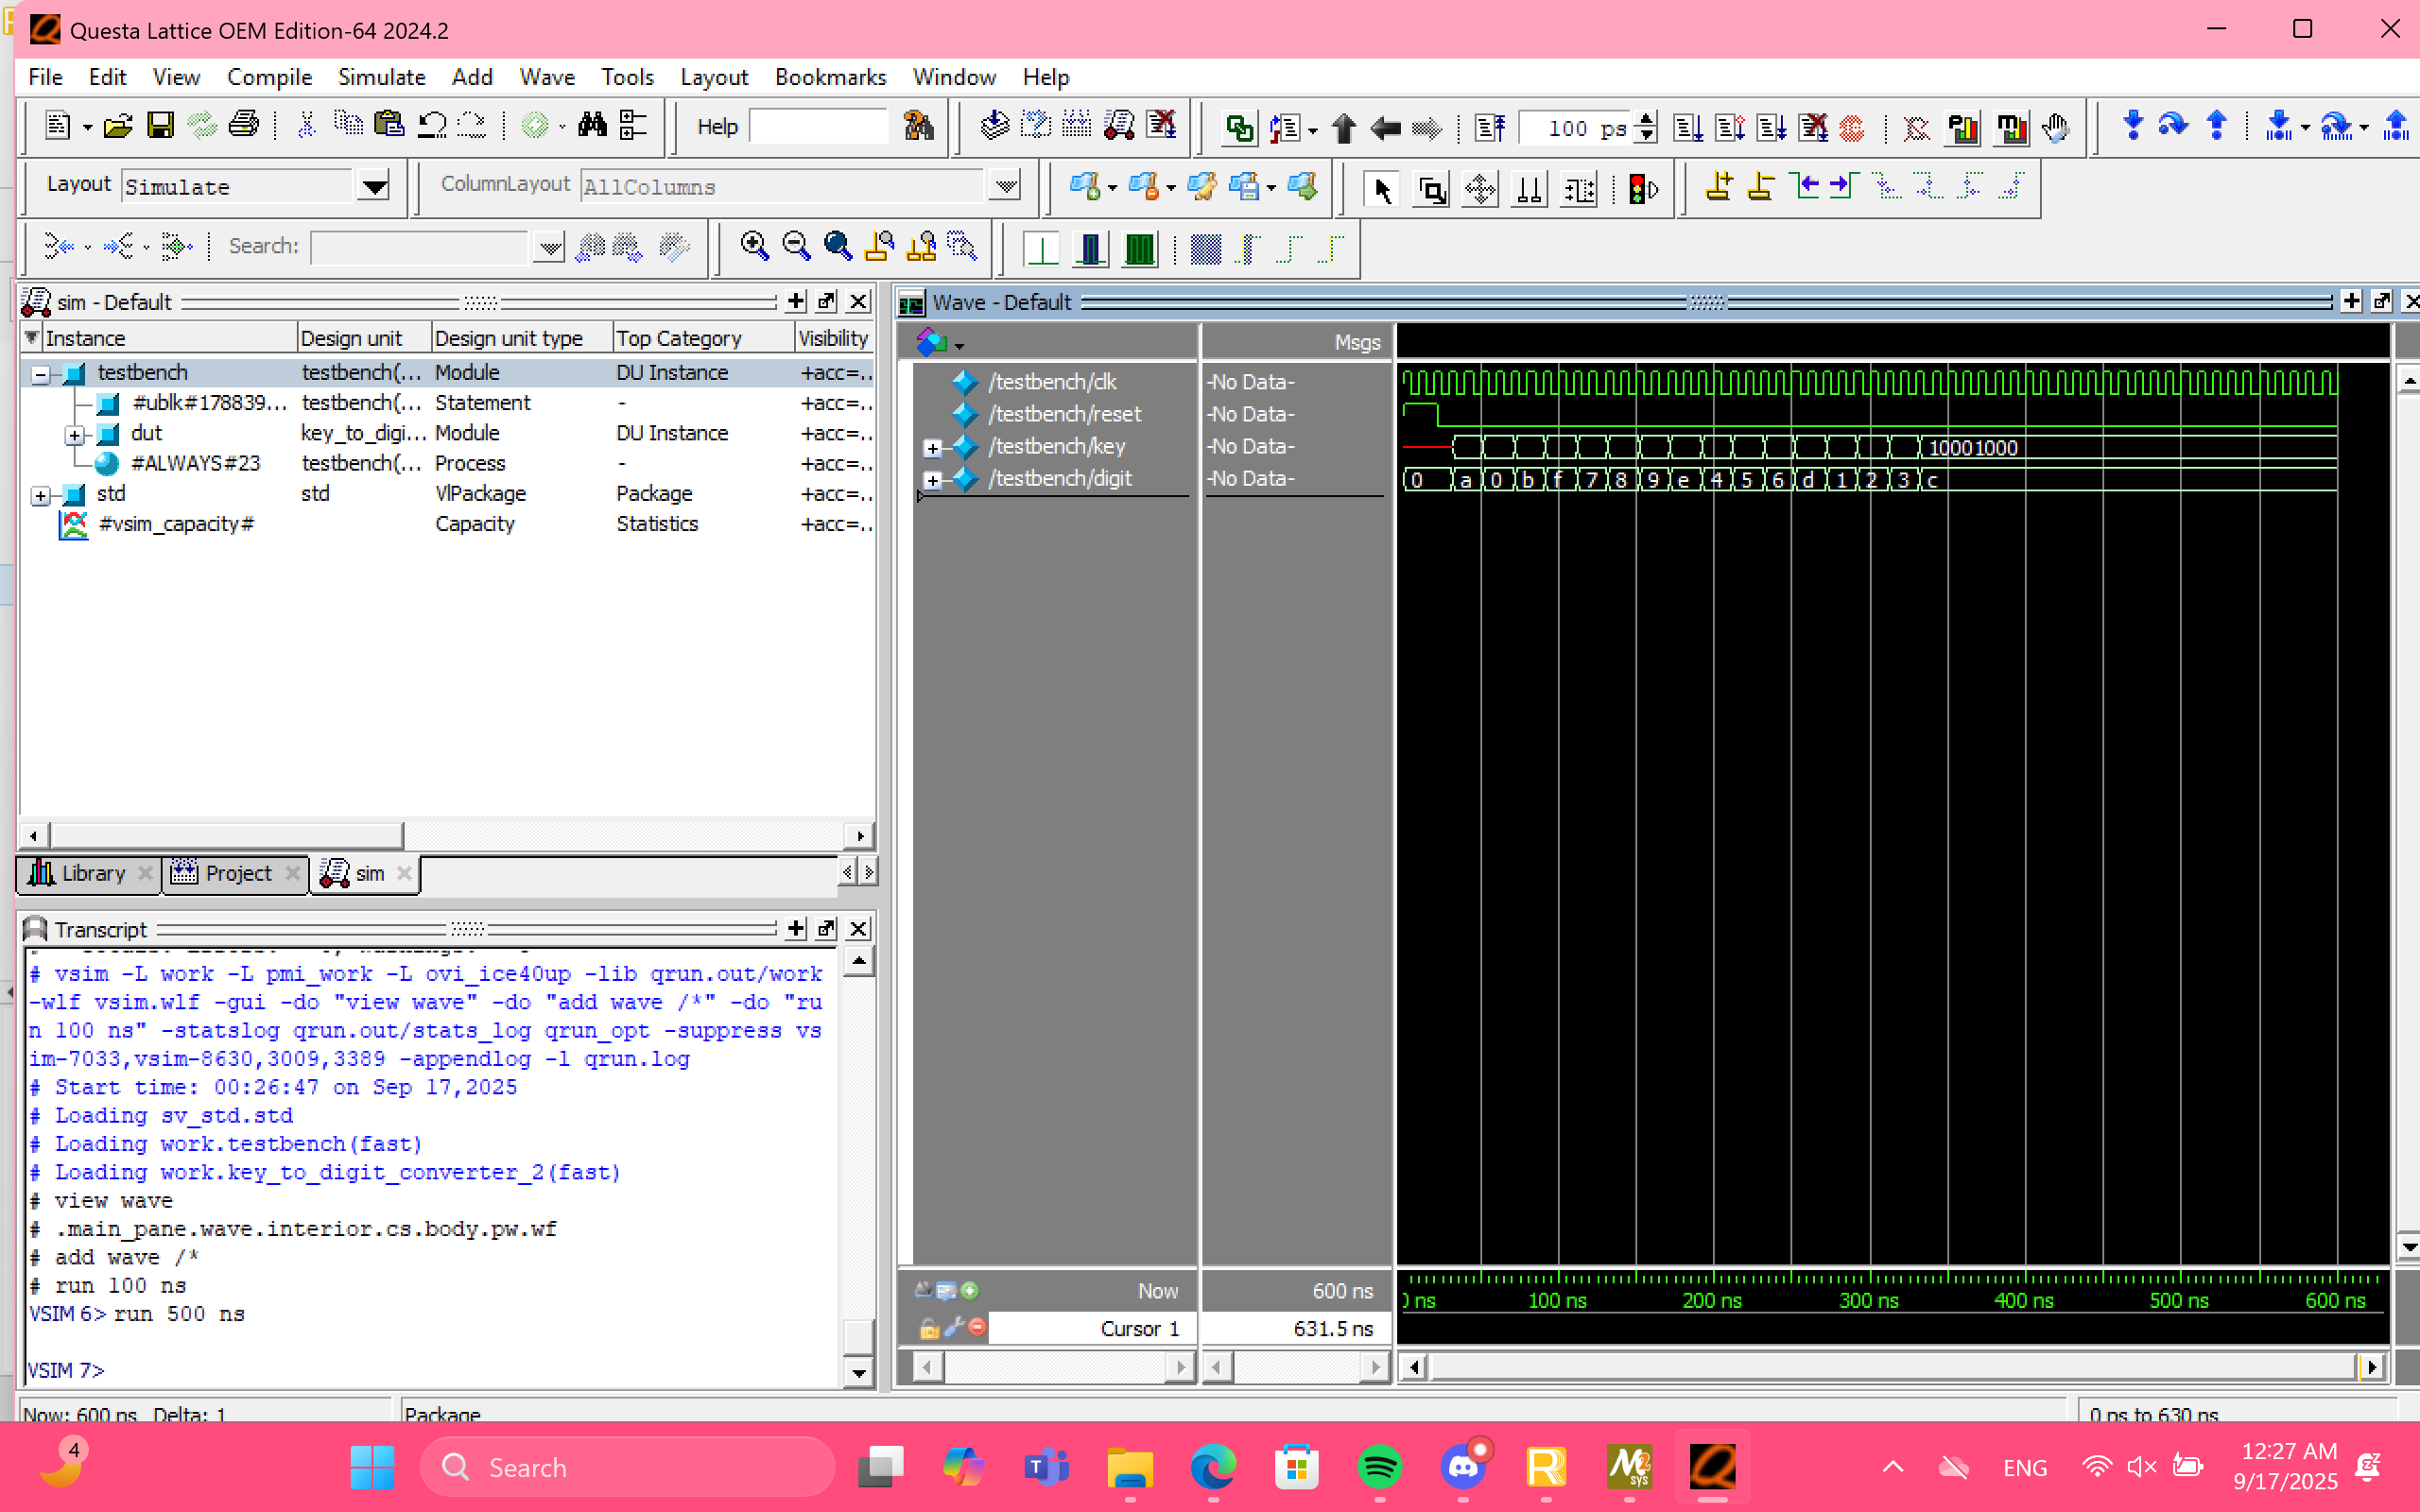 Questa Lattice OEM Edition-64 2024.2
File Edit View Compile Simulate Add Wave Tools Layout Bookmarks Window Help
Help 100 ps
Layout Simulate ColumnLayout AllColumns
Search:
sim - Default
Instance Design unit Design unit type Top Category Visibility
testbench testbench(... Module DU Instance +acc=..
#ublk#178839... testbench(... Statement - +acc=..
dut key_to_digi... Module DU Instance +acc=..
#ALWAYS#23 testbench(... Process - +acc=..
std std VlPackage Package +acc=..
#vsim_capacity# Capacity Statistics +acc=..
Library Project sim
Transcript
# vsim -L work -L pmi_work -L ovi_ice40up -lib qrun.out/work
-wlf vsim.wlf -gui -do "view wave" -do "add wave /*" -do "ru
n 100 ns" -statslog qrun.out/stats_log qrun_opt -suppress vs
im-7033,vsim-8630,3009,3389 -appendlog -l qrun.log
# Start time: 00:26:47 on Sep 17,2025
# Loading sv_std.std
# Loading work.testbench(fast)
# Loading work.key_to_digit_converter_2(fast)
# view wave
# .main_pane.wave.interior.cs.body.pw.wf
# add wave /*
# run 100 ns
VSIM 6> run 500 ns
VSIM 7>
Wave - Default
Msgs
/testbench/clk -No Data-
/testbench/reset -No Data-
/testbench/key -No Data- 10001000
/testbench/digit -No Data- 0 a 0 b f 7 8 9 e 4 5 6 d 1 2 3 c
Now 600 ns
ns 100 ns 200 ns 300 ns 400 ns 500 ns 600 ns
Cursor 1 631.5 ns
Now: 600 ns Delta: 1 Package 0 ps to 630 ns
4 Search ENG 12:27 AM
9/17/2025